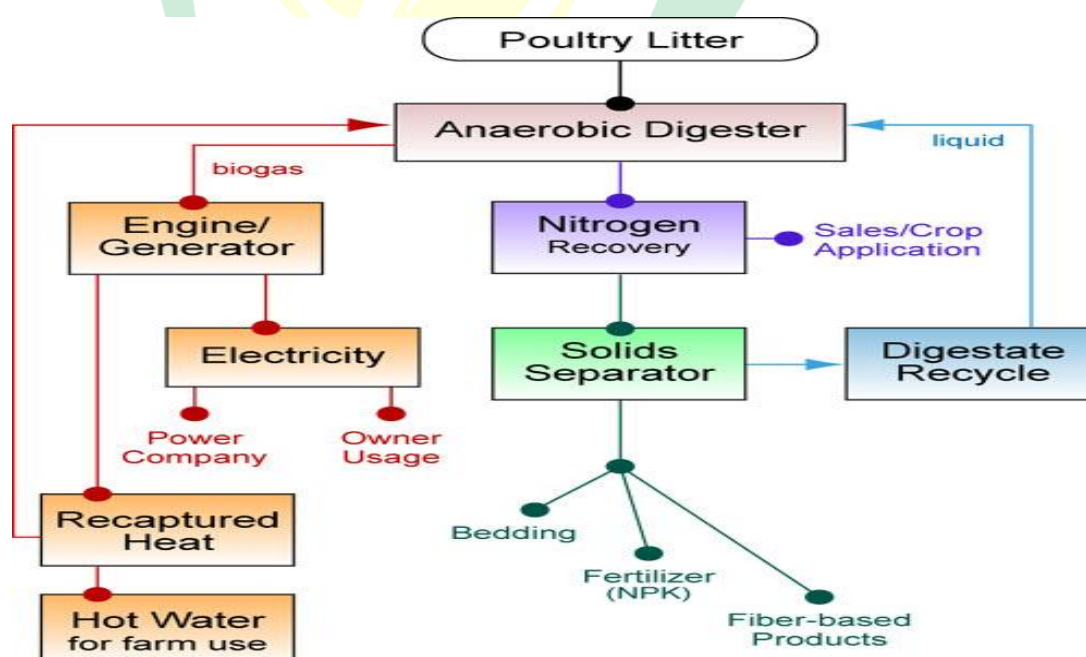 Poultry Litter
Anaerobic Digester
biogas
liquid
Engine/
Generator
Nitrogen
Recovery
Sales/Crop
Application
Electricity
Solids
Separator
Digestate
Recycle
Power
Company
Owner
Usage
Recaptured
Heat
Bedding
Fertilizer
(NPK)
Fiber-based
Products
Hot Water
for farm use